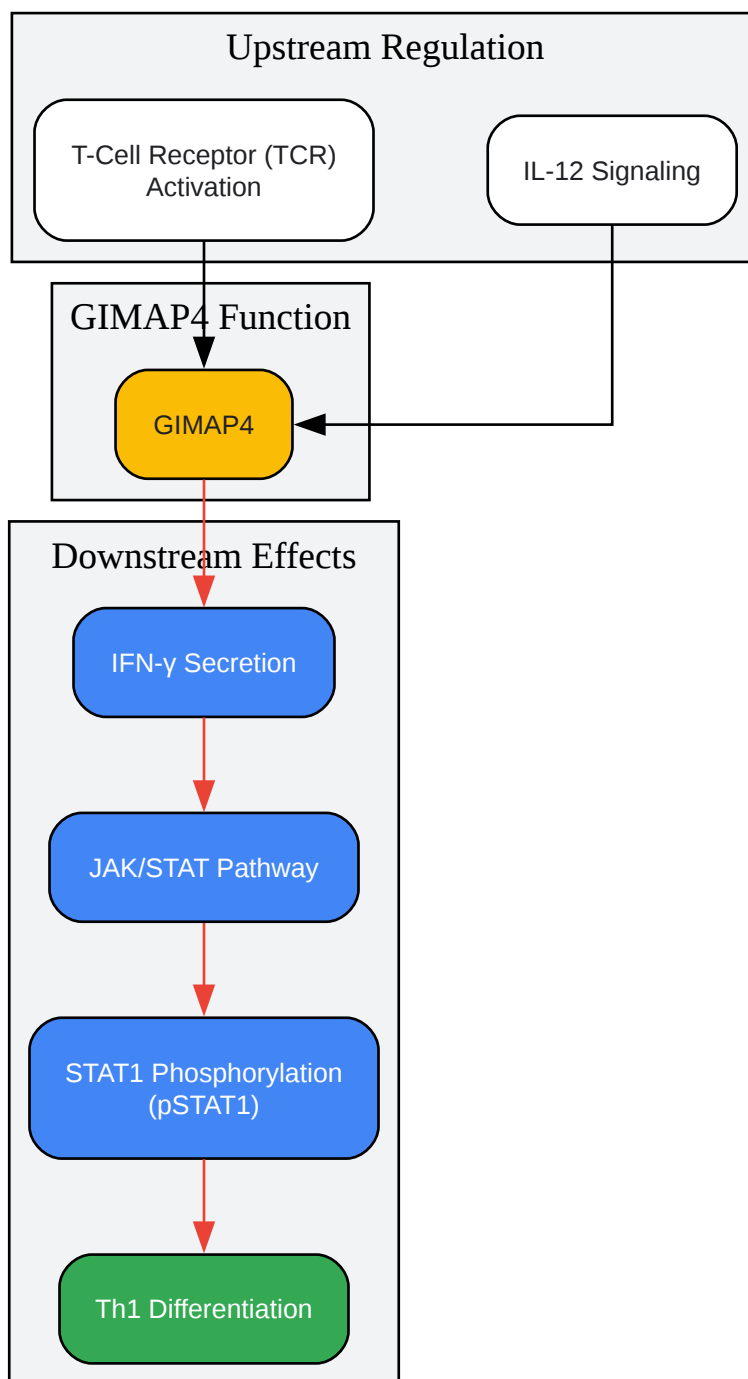 Upstream Regulation
T-Cell Receptor (TCR)
Activation
IL-12 Signaling
GIMAP4 Function
GIMAP4
Downstream Effects
IFN-γ Secretion
JAK/STAT Pathway
STAT1 Phosphorylation
(pSTAT1)
Th1 Differentiation